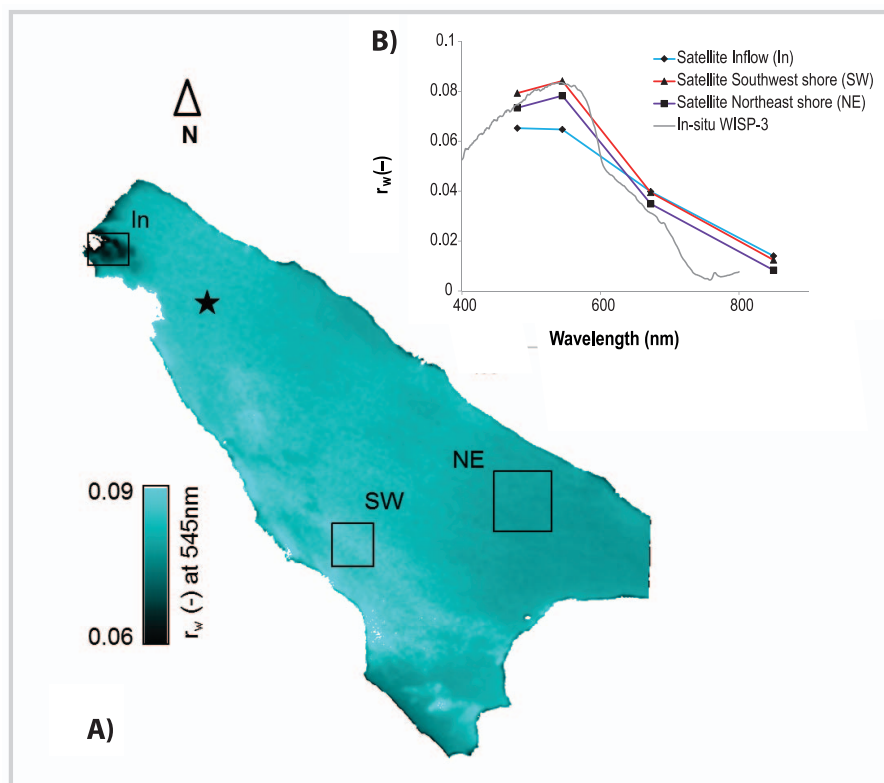 B)
0.1
0.08
0.06
0.04
0.02
0
r_w(-)
400
600
800
Wavelength (nm)
Satellite Inflow (In)
Satellite Southwest shore (SW)
Satellite Northeast shore (NE)
In-situ WISP-3
N
In
NE
SW
0.09
0.06
r_w (-) at 545nm
A)